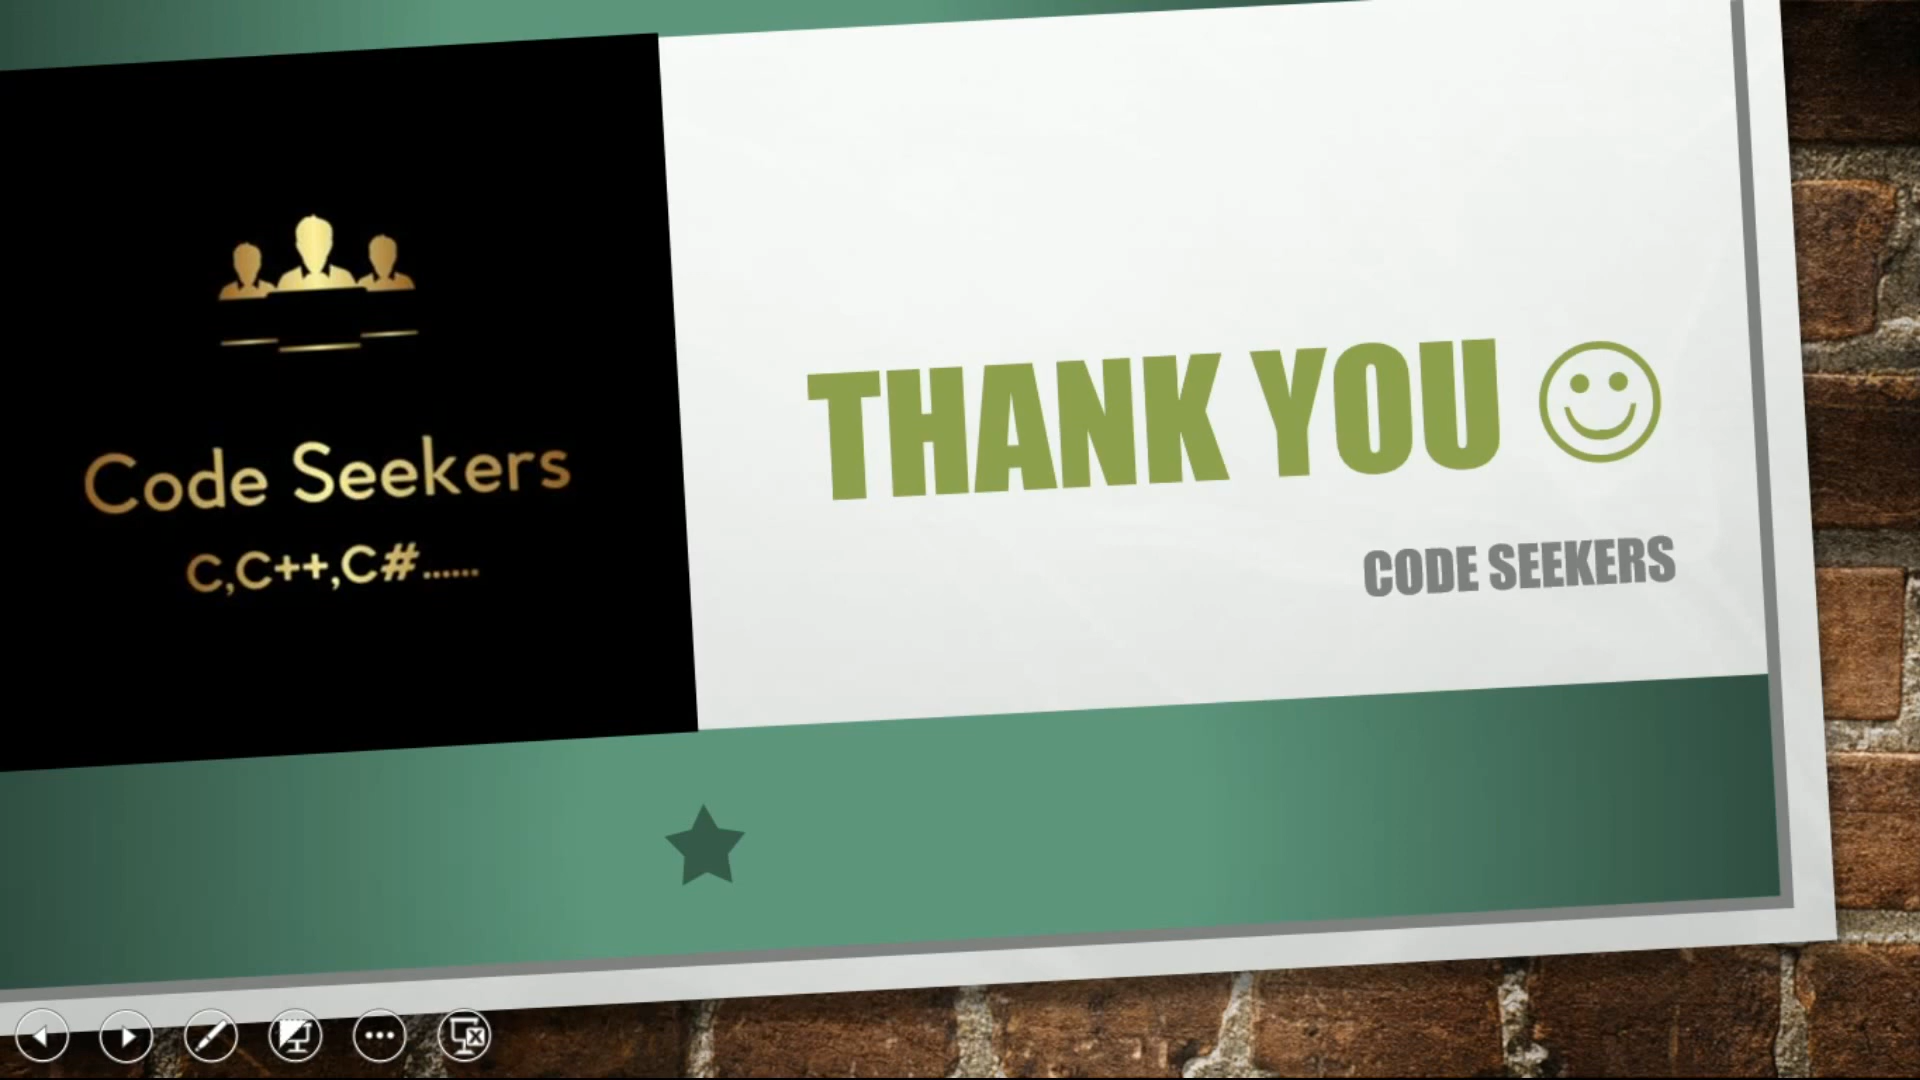 Code Seekers
C,C++,C#......
THANK YOU ☺
CODE SEEKERS